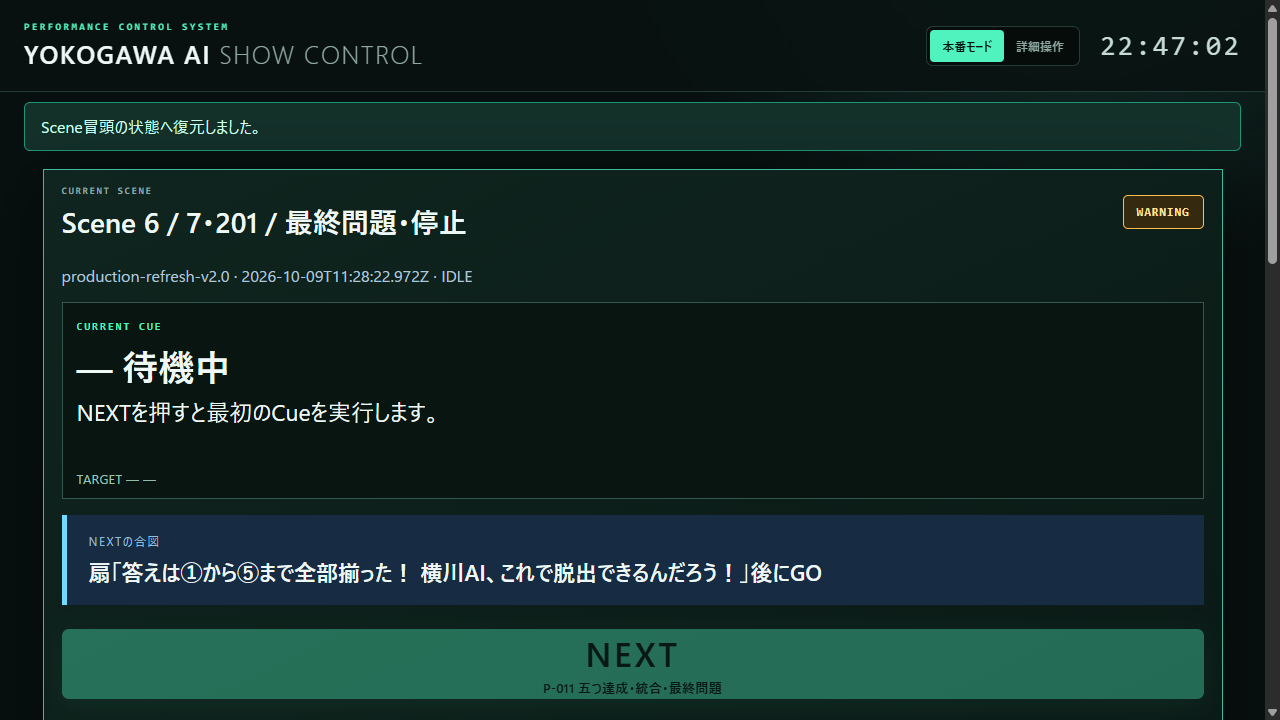 PERFORMANCE CONTROL SYSTEM
YOKOGAWA AI SHOW CONTROL
本番モード
詳細操作
22:47:02
Scene冒頭の状態へ復元しました。
CURRENT SCENE
Scene 6 / 7・201 / 最終問題・停止
WARNING
production-refresh-v2.0 · 2026-10-09T11:28:22.972Z · IDLE
CURRENT CUE
— 待機中
NEXTを押すと最初のCueを実行します。
TARGET — —
NEXTの合図
扇「答えは①から⑤まで全部揃った！ 横川AI、これで脱出できるんだろう！」後にGO
NEXT
P-011 五つ達成・統合・最終問題